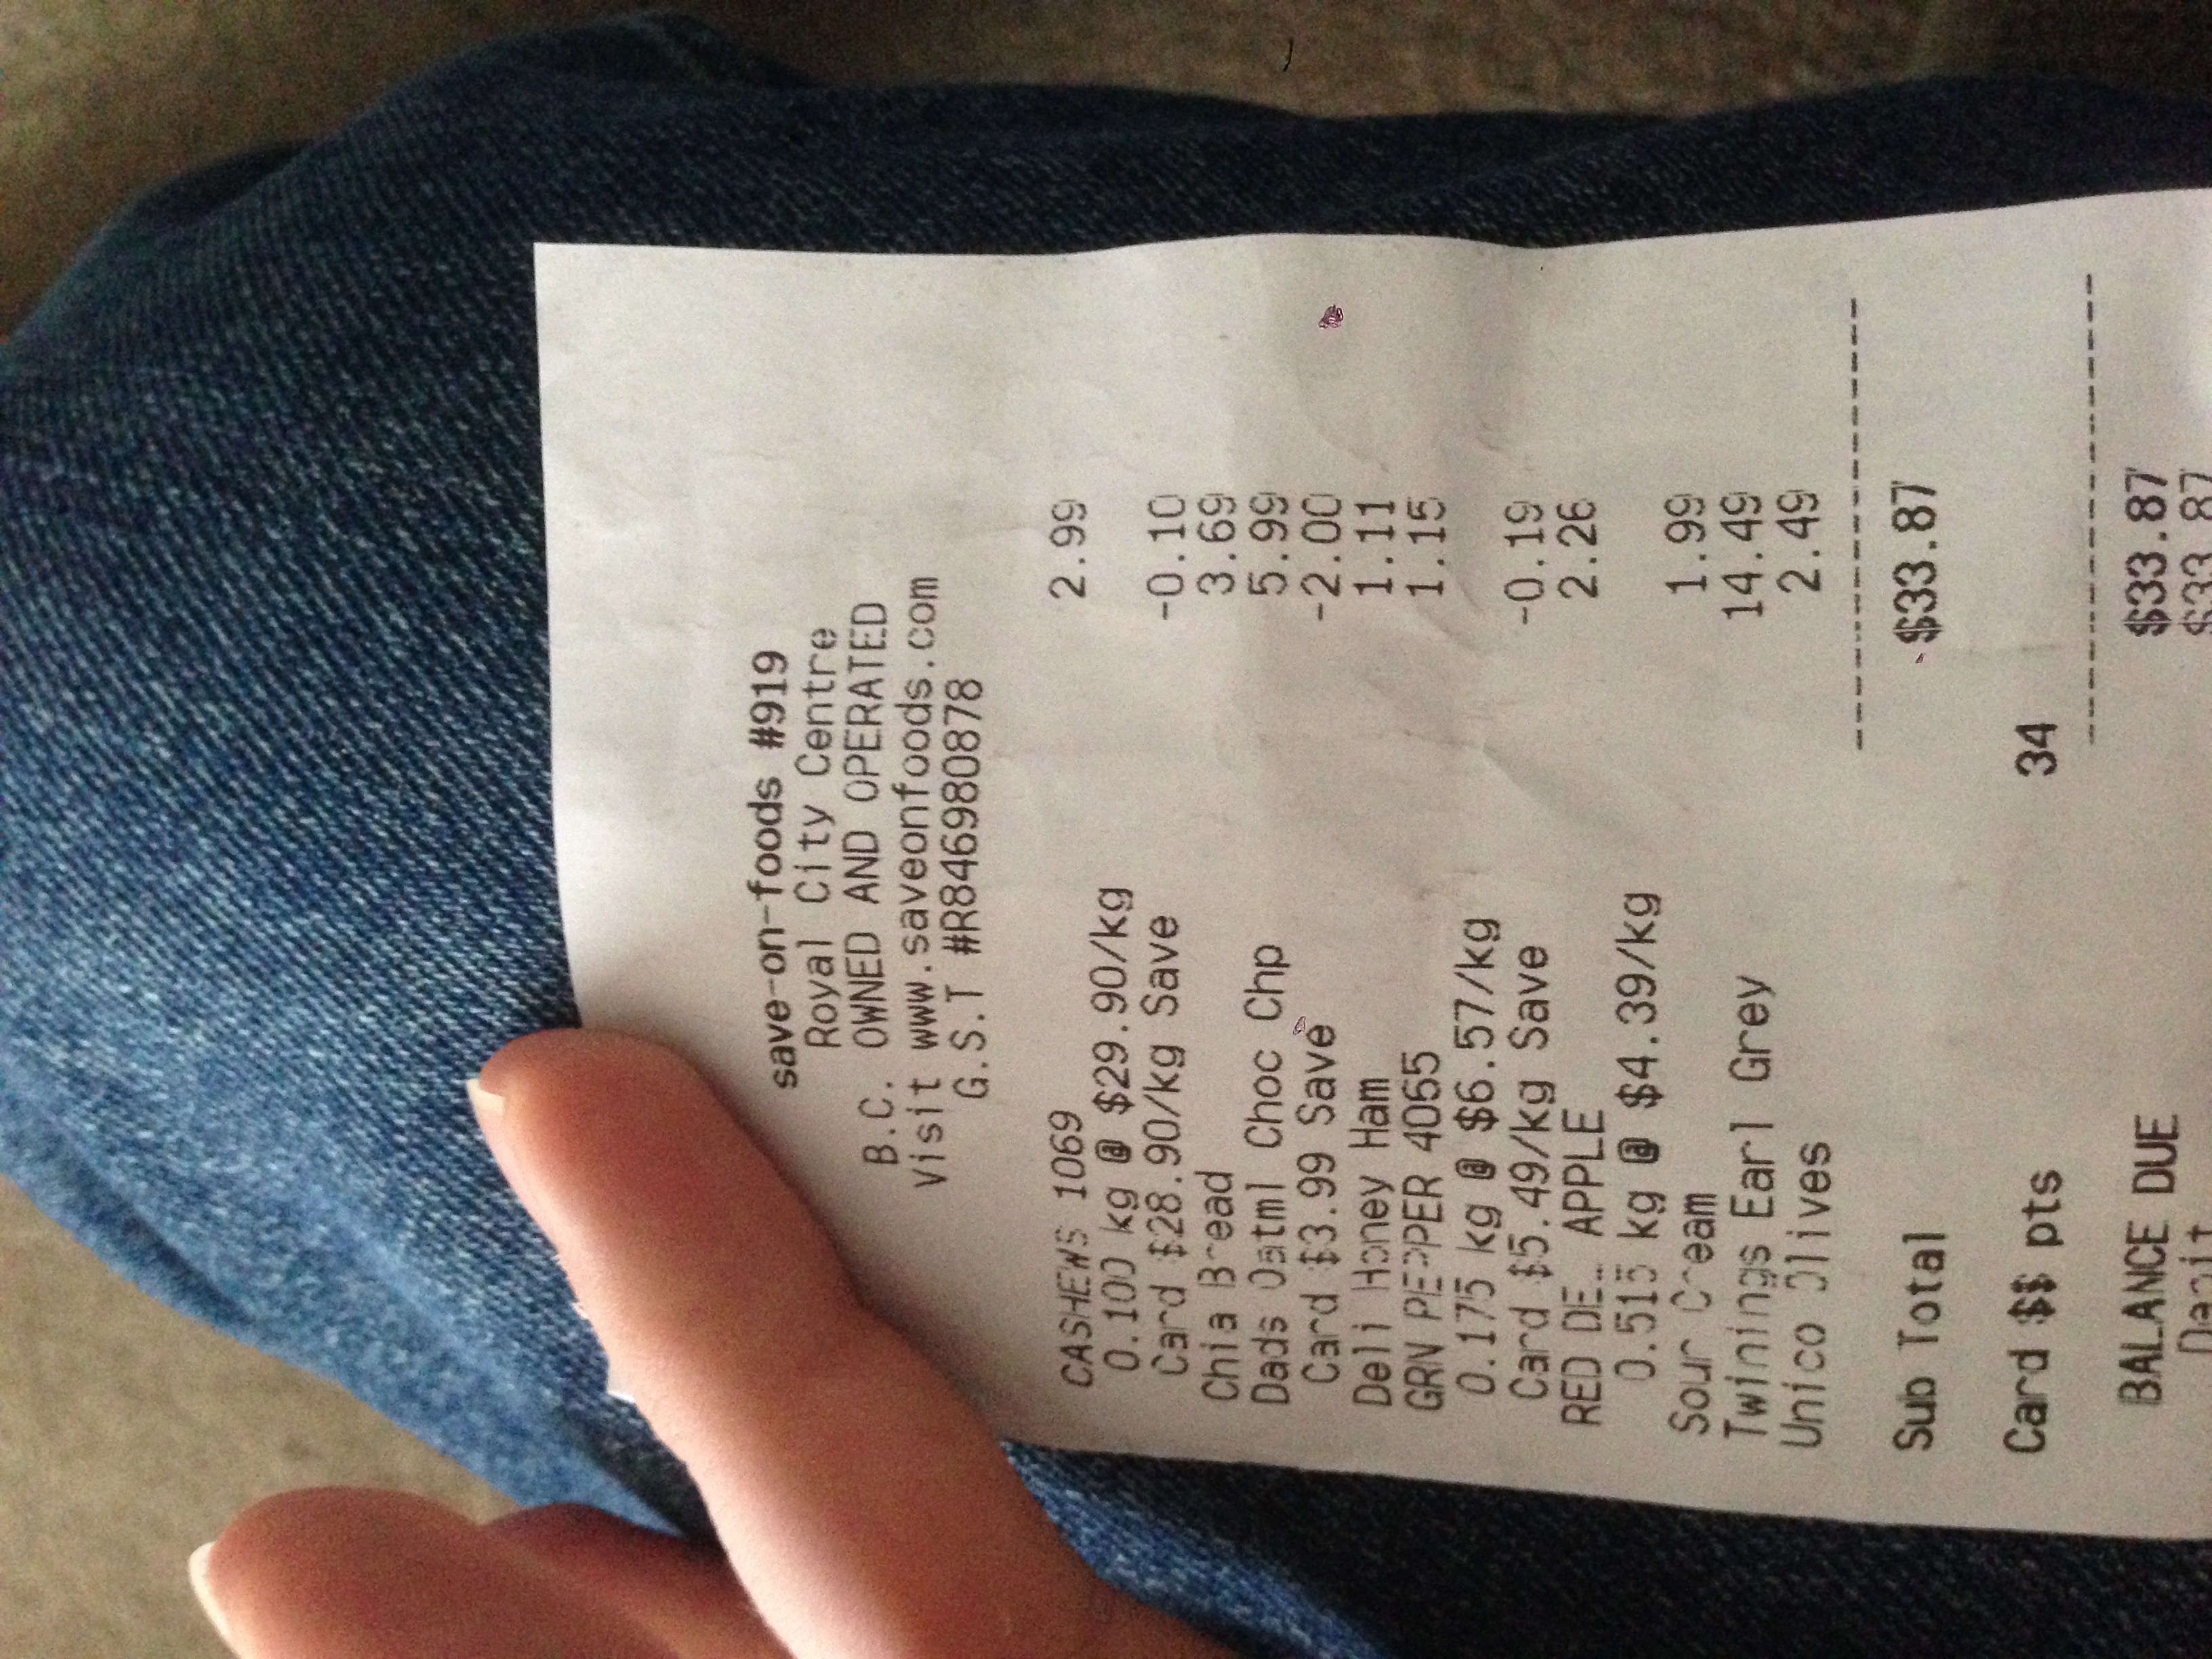 save-on-foods #919
Royal City Centre
B.C. OWNED AND OPERATED
Visit www.saveonfoods.com
G.S.T #R846980878
CASHEWS 1069 2.99
0.100 kg @ $29.90/kg
Card $28.90/kg Save -0.10
Chia Bread 3.69
Dads Oatml Choc Chp 5.99
Card $3.99 Save -2.00
Deli Honey Ham 1.11
GRN PEPPER 4065 1.15
0.175 kg @ $6.57/kg
Card $5.49/kg Save -0.19
RED DEL APPLE 2.26
0.515 kg @ $4.39/kg
Sour Cream 1.99
Twinings Earl Grey 14.49
Unico Olives 2.49
Sub Total $33.87
Card $$ pts 34
BALANCE DUE $33.87
Debit $33.87